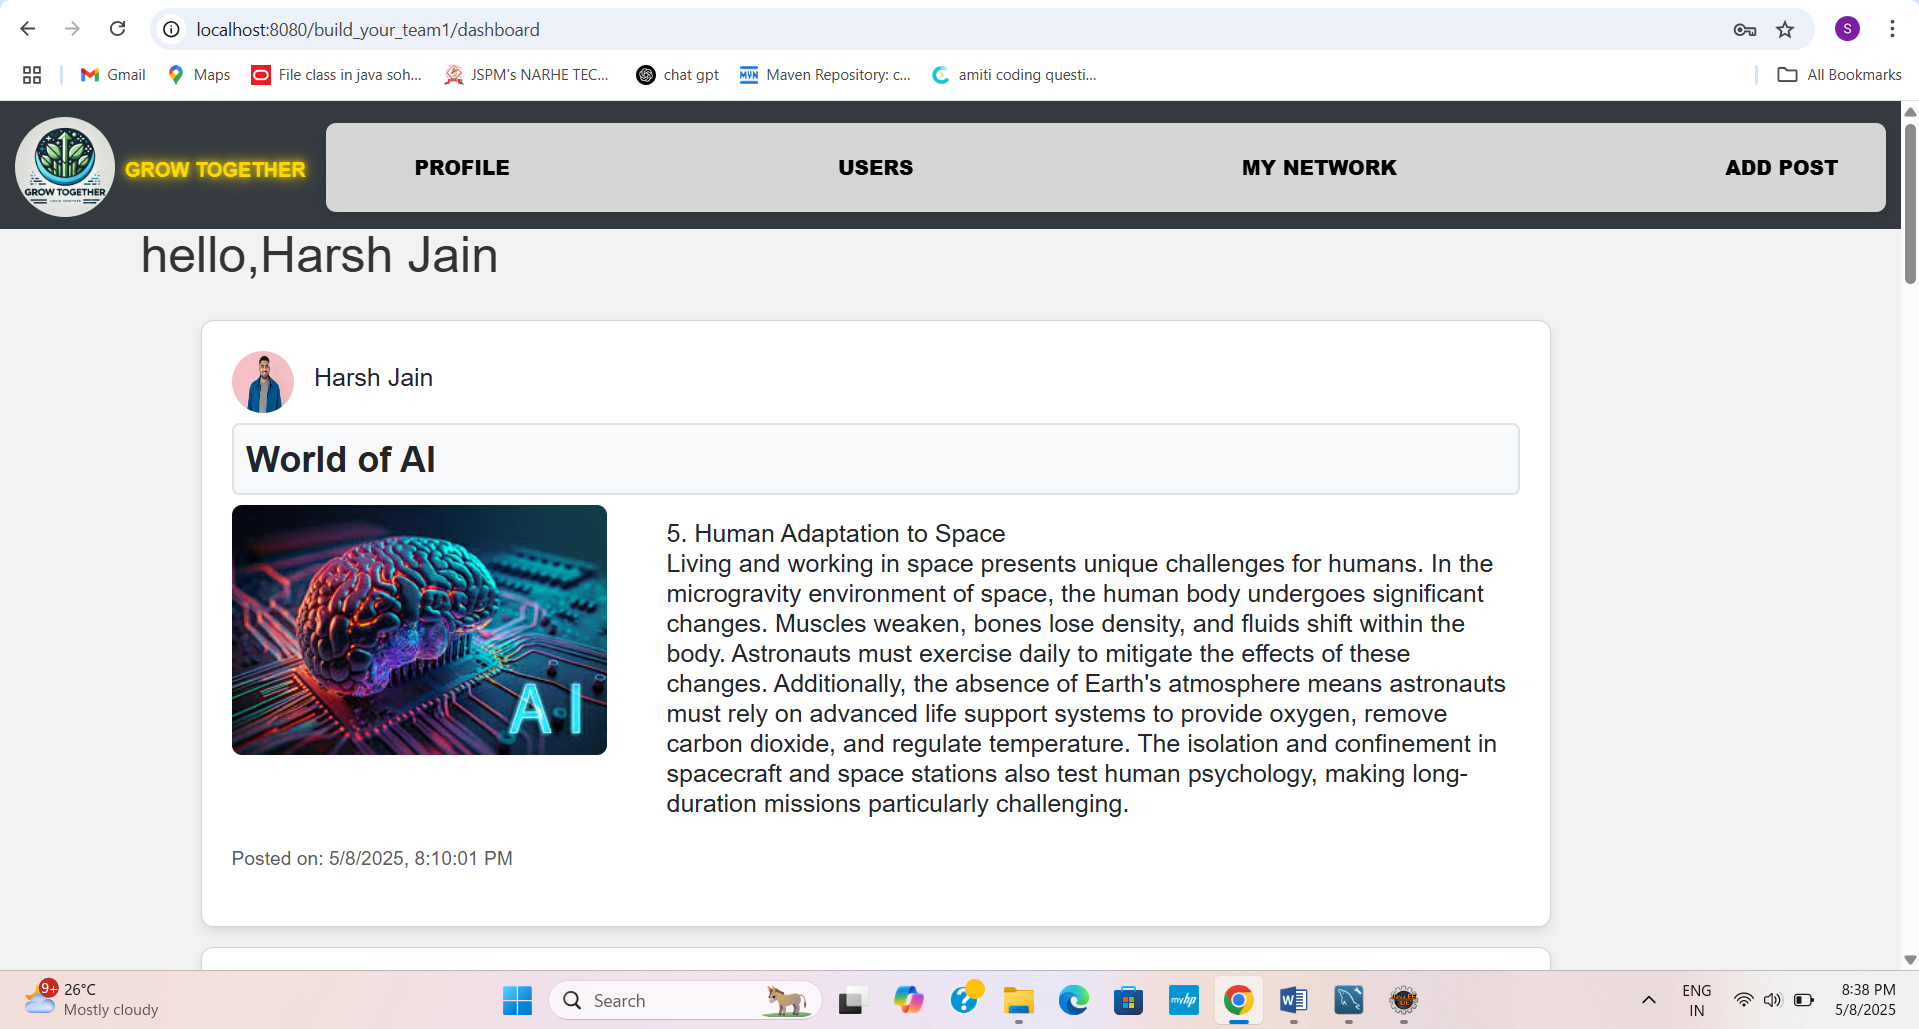 localhost:8080/build_your_team1/dashboard
S
Gmail
Maps
File class in java soh...
JSPM's NARHE TEC...
chat gpt
MVN
Maven Repository: c...
amiti coding questi...
All Bookmarks
GROW TOGETHER
GROW TOGETHER
PROFILE
USERS
MY NETWORK
ADD POST
hello,Harsh Jain
Harsh Jain
World of AI
AI
5. Human Adaptation to Space
Living and working in space presents unique challenges for humans. In the
microgravity environment of space, the human body undergoes significant
changes. Muscles weaken, bones lose density, and fluids shift within the
body. Astronauts must exercise daily to mitigate the effects of these
changes. Additionally, the absence of Earth's atmosphere means astronauts
must rely on advanced life support systems to provide oxygen, remove
carbon dioxide, and regulate temperature. The isolation and confinement in
spacecraft and space stations also test human psychology, making long-
duration missions particularly challenging.
Posted on: 5/8/2025, 8:10:01 PM
9+
26°C
Mostly cloudy
Search
myhp
ENG
IN
8:38 PM
5/8/2025